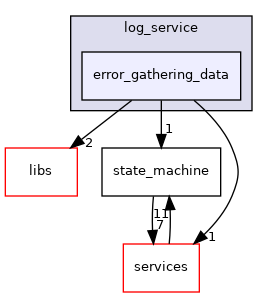 log_service
error_gathering_data
1
2
libs
state_machine
11
7
1
services